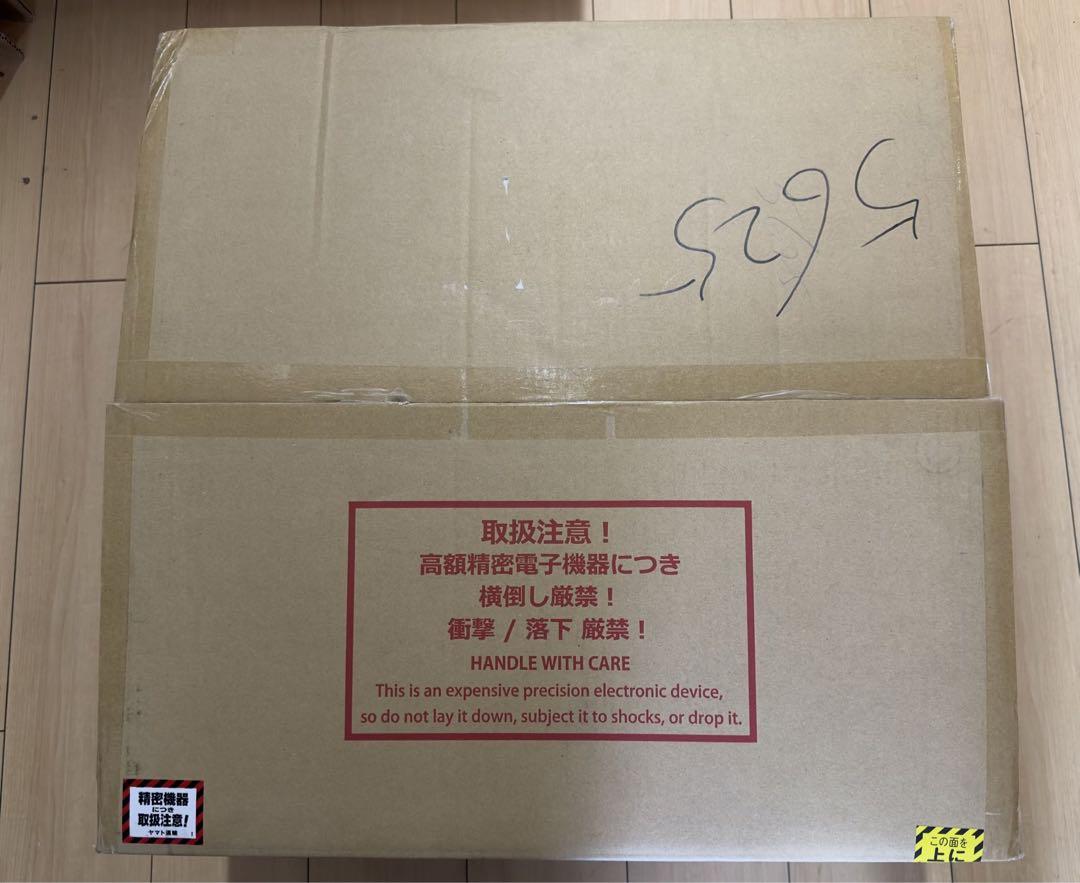 5625
取扱注意！
高額精密電子機器につき
横倒し厳禁！
衝撃 / 落下 厳禁！
HANDLE WITH CARE
This is an expensive precision electronic device,
so do not lay it down, subject it to shocks, or drop it.
精密機器
につき
取扱注意!
ヤマト運輸
この面を
上に